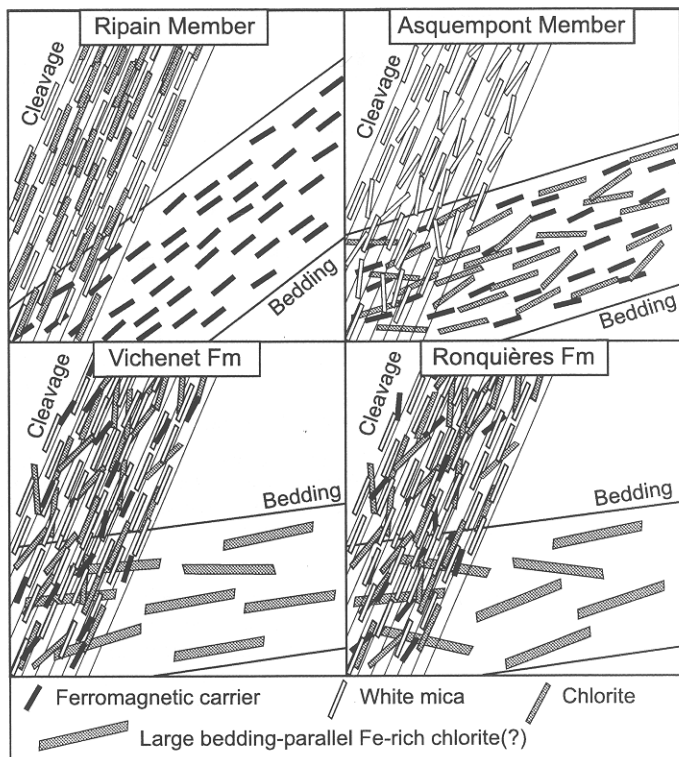 Ripain Member
Cleavage
Bedding
Asquempont Member
Cleavage
Bedding
Vichenet Fm
Cleavage
Bedding
Ronquières Fm
Cleavage
Bedding
Ferromagnetic carrier
White mica
Chlorite
Large bedding-parallel Fe-rich chlorite(?)